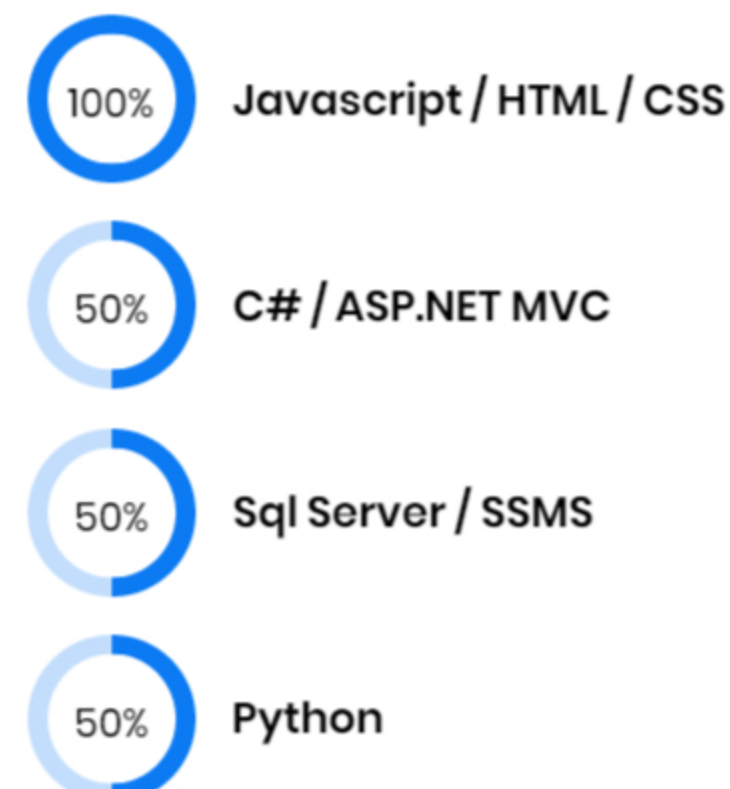 100% Javascript / HTML / CSS
50% C# / ASP.NET MVC
50% Sql Server / SSMS
50% Python